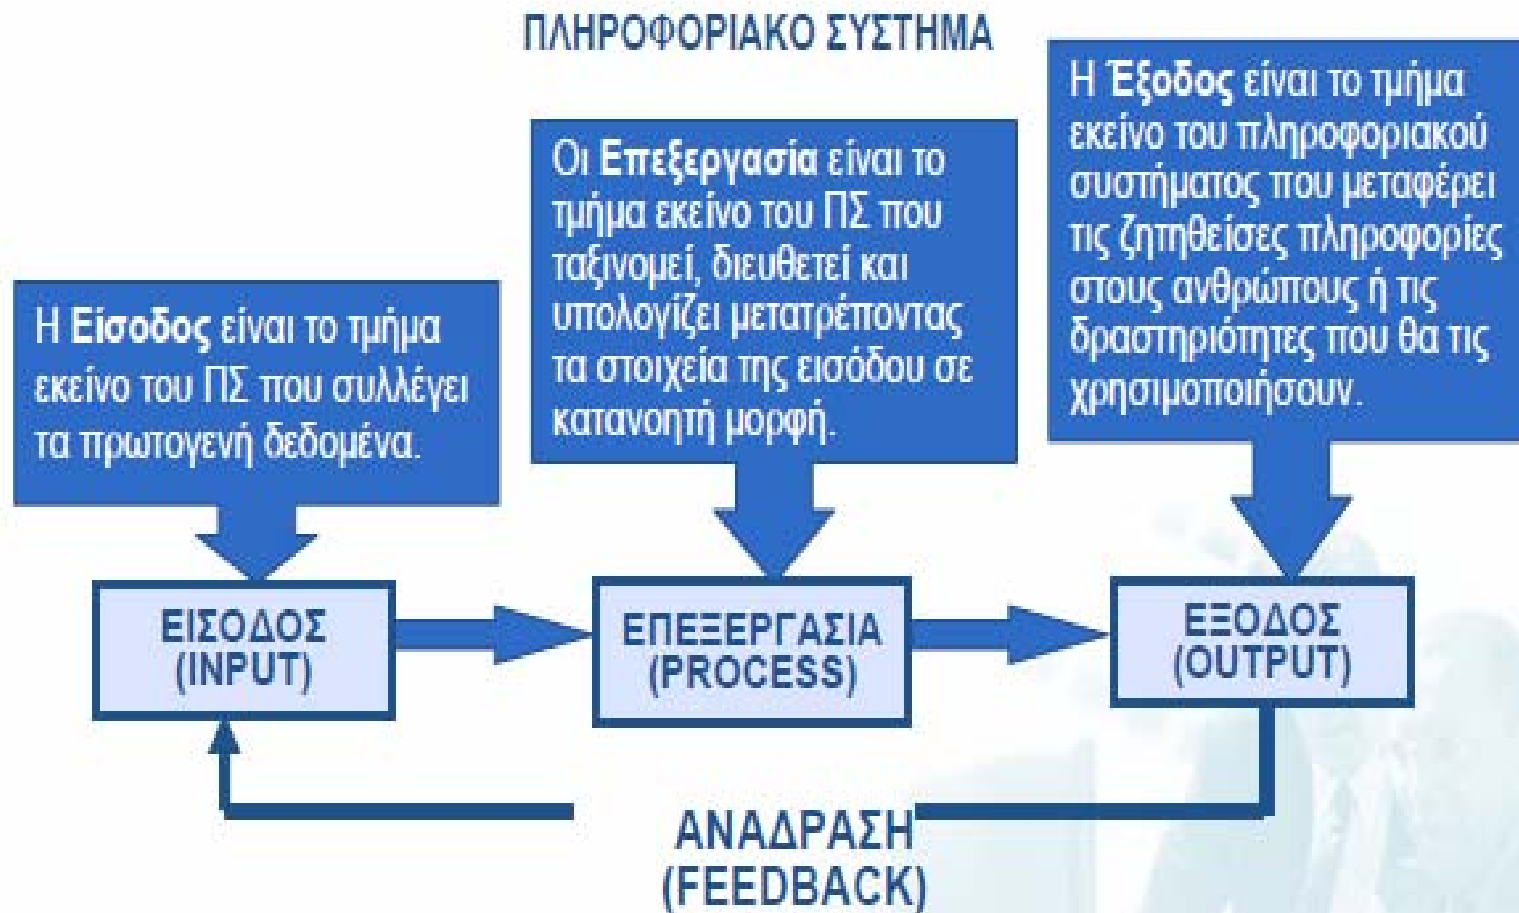 ΠΛΗΡΟΦΟΡΙΑΚΟ ΣΥΣΤΗΜΑ
Η Είσοδος είναι το τμήμα
εκείνο του ΠΣ που συλλέγει
τα πρωτογενή δεδομένα.
Οι Επεξεργασία είναι το
τμήμα εκείνο του ΠΣ που
ταξινομεί, διευθετεί και
υπολογίζει μετατρέποντας
τα στοιχεία της εισόδου σε
κατανοητή μορφή.
Η Έξοδος είναι το τμήμα
εκείνο του πληροφοριακού
συστήματος που μεταφέρει
τις ζητηθείσες πληροφορίες
στους ανθρώπους ή τις
δραστηριότητες που θα τις
χρησιμοποιήσουν.
ΕΙΣΟΔΟΣ
(INPUT)
ΕΠΕΞΕΡΓΑΣΙΑ
(PROCESS)
ΕΞΟΔΟΣ
(OUTPUT)
ΑΝΑΔΡΑΣΗ
(FEEDBACK)